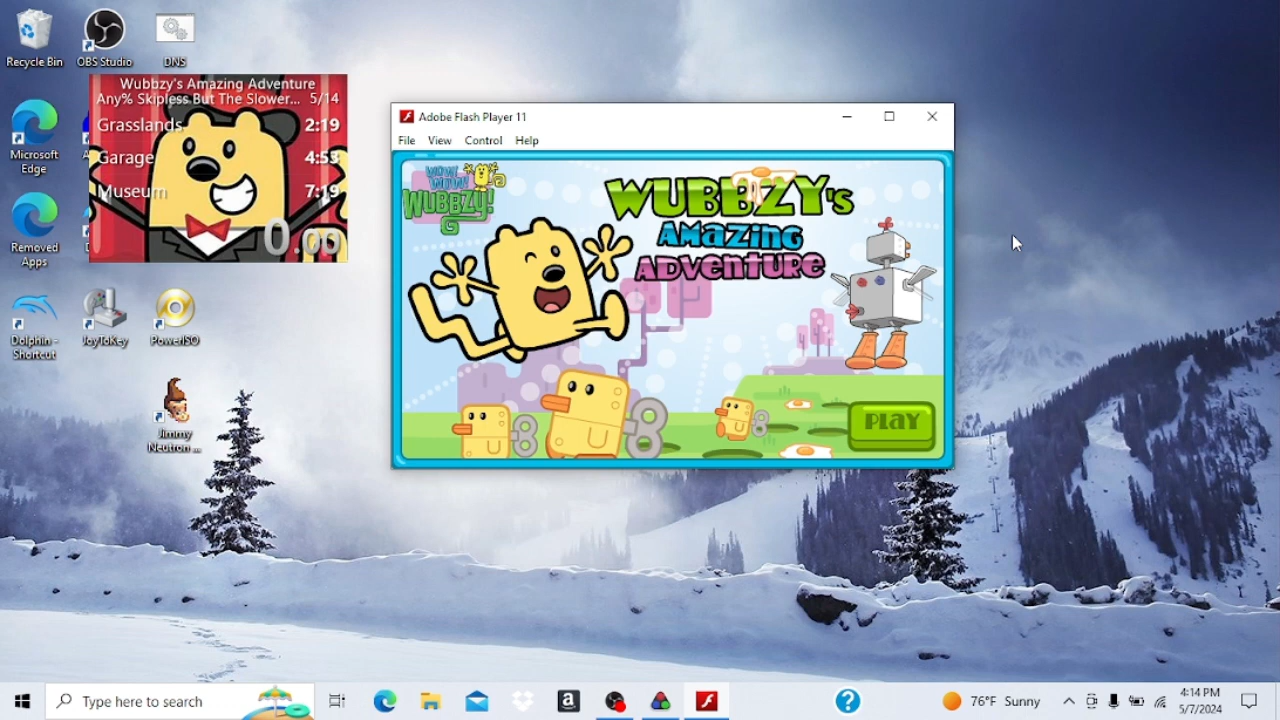 Recycle Bin
OBS Studio
DNS
Wubbzy's Amazing Adventure
Any% Skipless But The Slower... 5/14
Grasslands 2:19
Garage 4:53
Museum 7:19
0.00
Microsoft
Edge
Removed
Apps
Dolphin -
Shortcut
JoyToKey
PowerISO
Jimmy
Neutron ...
Adobe Flash Player 11
File View Control Help
WOW!
WOW!
WUBBZY!
WUBBZY's
AMAZING
ADVENTURE
PLAY
Type here to search
76°F Sunny
4:14 PM
5/7/2024